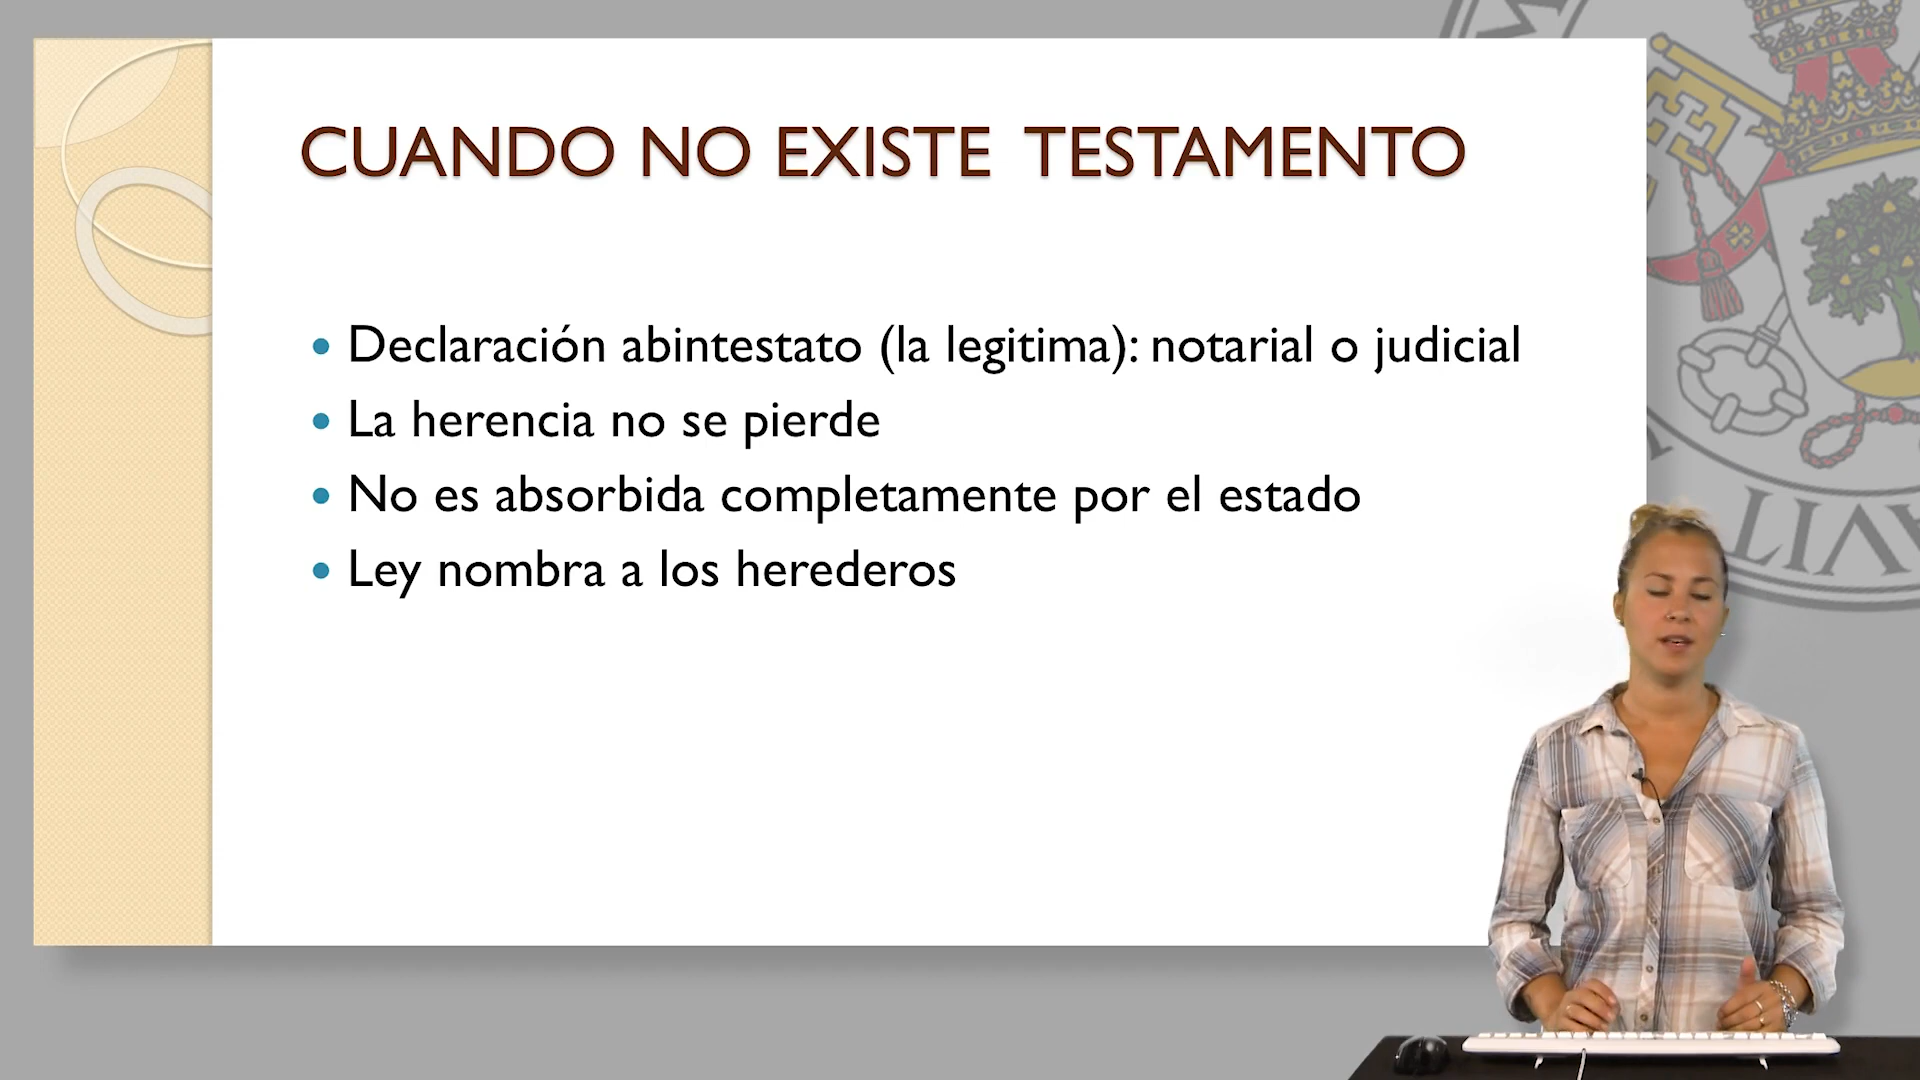 CUANDO NO EXISTE TESTAMENTO
• Declaración abintestato (la legitima): notarial o judicial
• La herencia no se pierde
• No es absorbida completamente por el estado
• Ley nombra a los herederos